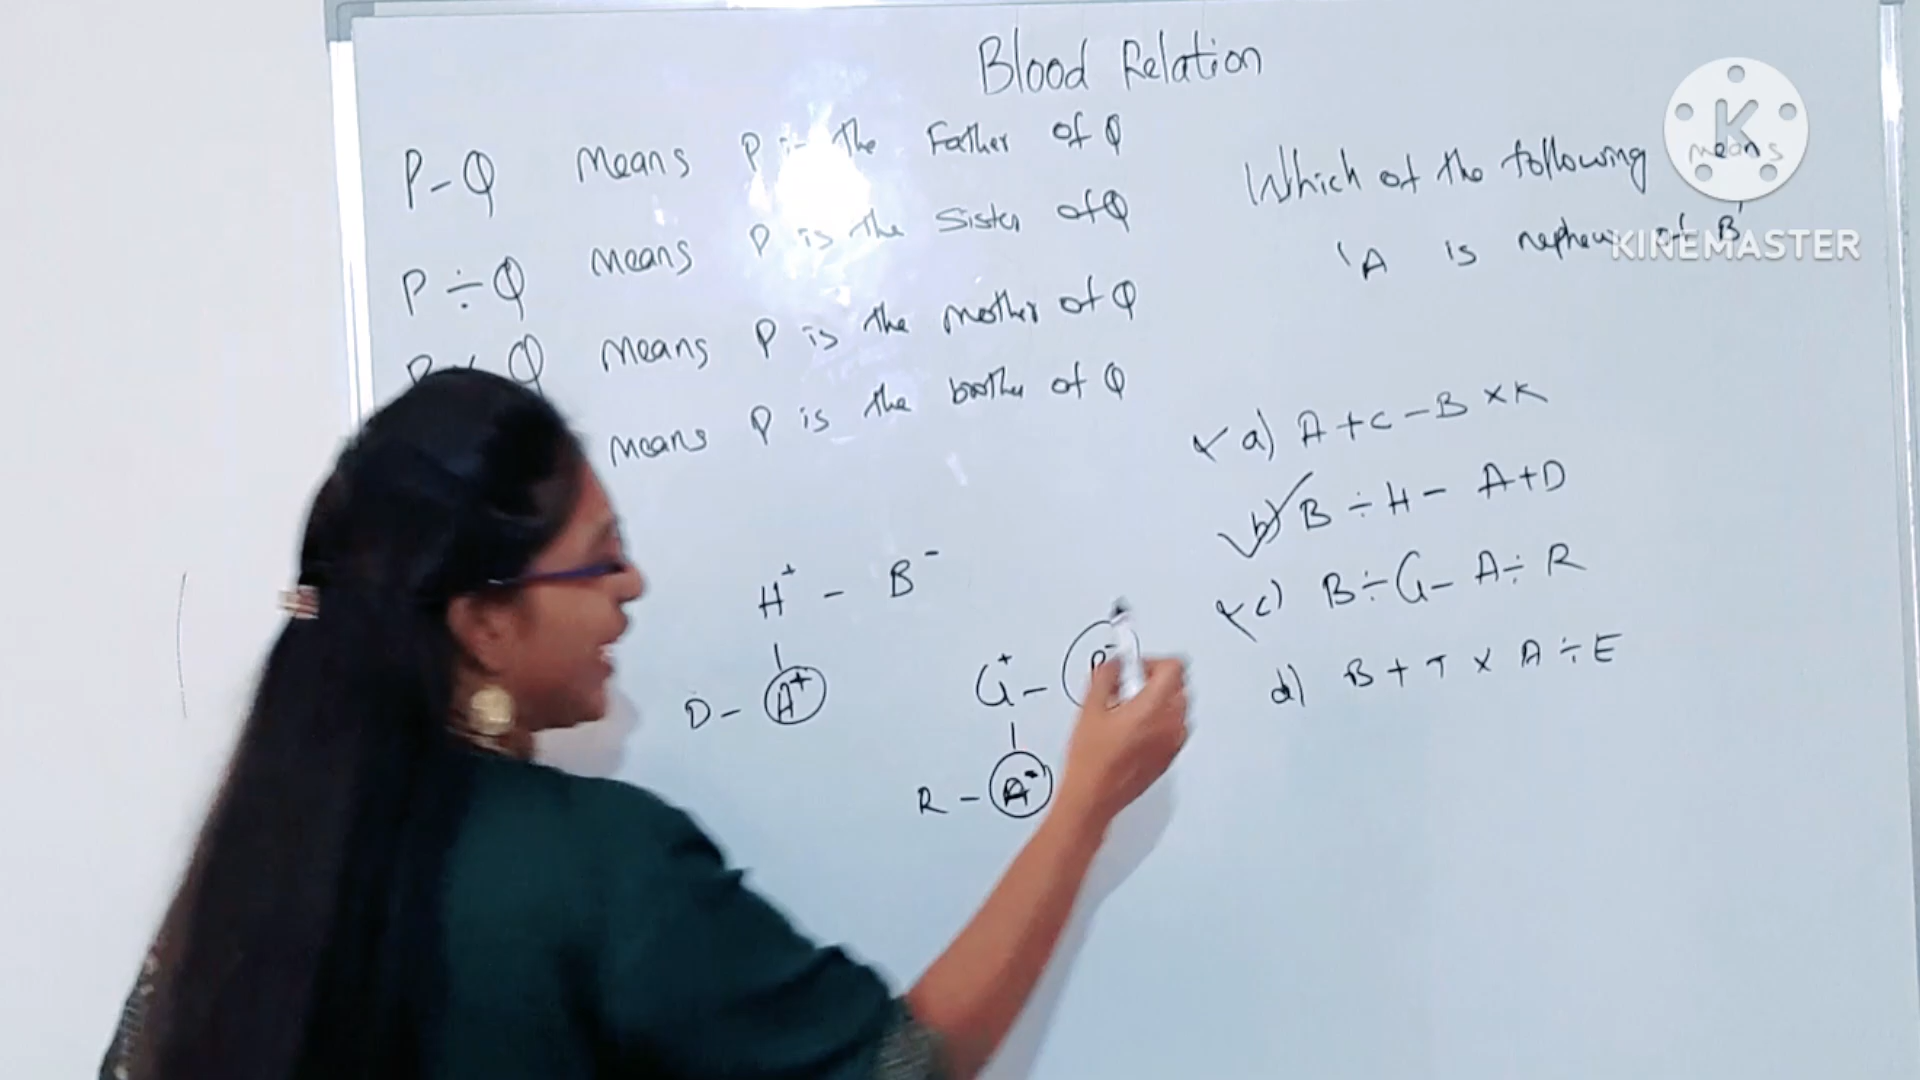 Blood Relation
P - Q means P is the Father of Q
P ÷ Q means P is the Sister of Q
Q means P is the mother of Q
means P is the brother of Q
Which of the following means
'A is nephew of B'
a) A + C - B × K
b) B ÷ H - A + D
c) B ÷ G - A ÷ R
d) B + T × A ÷ E
H+ - B-
D - A+
G+ -
R - A-
K
KINEMASTER